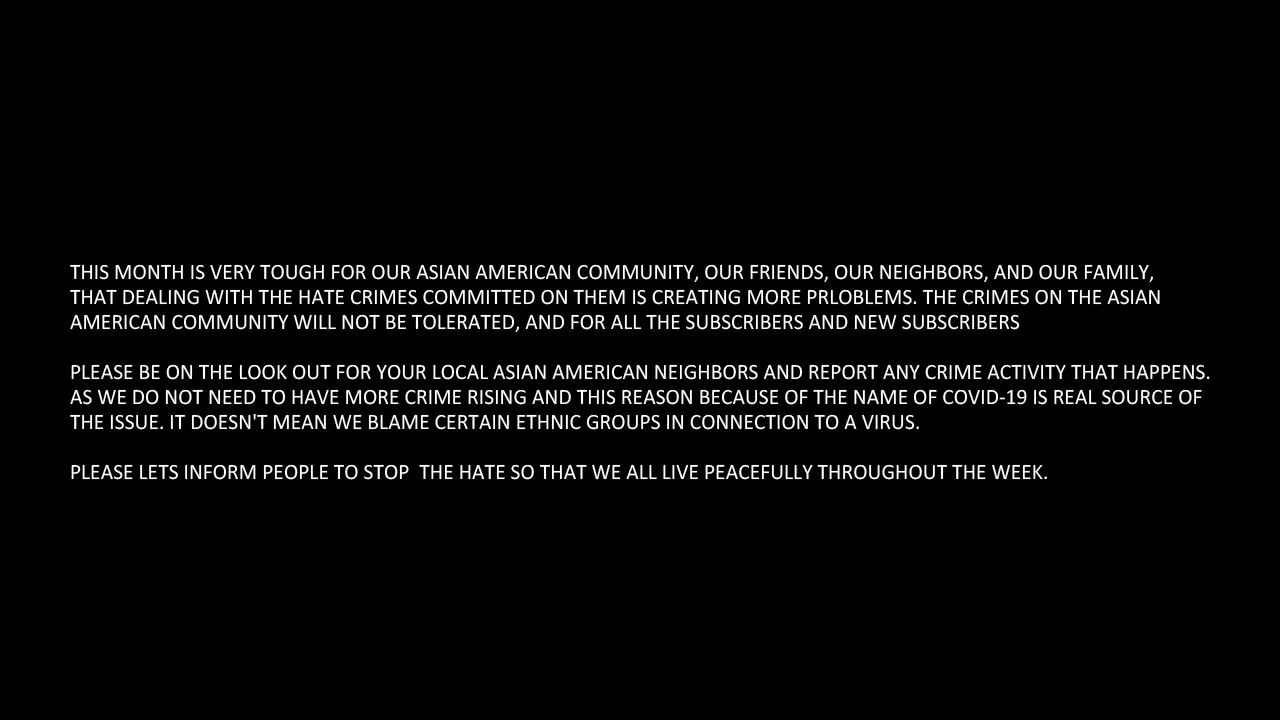 THIS MONTH IS VERY TOUGH FOR OUR ASIAN AMERICAN COMMUNITY, OUR FRIENDS, OUR NEIGHBORS, AND OUR FAMILY,
THAT DEALING WITH THE HATE CRIMES COMMITTED ON THEM IS CREATING MORE PRLOBLEMS. THE CRIMES ON THE ASIAN
AMERICAN COMMUNITY WILL NOT BE TOLERATED, AND FOR ALL THE SUBSCRIBERS AND NEW SUBSCRIBERS
PLEASE BE ON THE LOOK OUT FOR YOUR LOCAL ASIAN AMERICAN NEIGHBORS AND REPORT ANY CRIME ACTIVITY THAT HAPPENS.
AS WE DO NOT NEED TO HAVE MORE CRIME RISING AND THIS REASON BECAUSE OF THE NAME OF COVID-19 IS REAL SOURCE OF
THE ISSUE. IT DOESN'T MEAN WE BLAME CERTAIN ETHNIC GROUPS IN CONNECTION TO A VIRUS.
PLEASE LETS INFORM PEOPLE TO STOP  THE HATE SO THAT WE ALL LIVE PEACEFULLY THROUGHOUT THE WEEK.